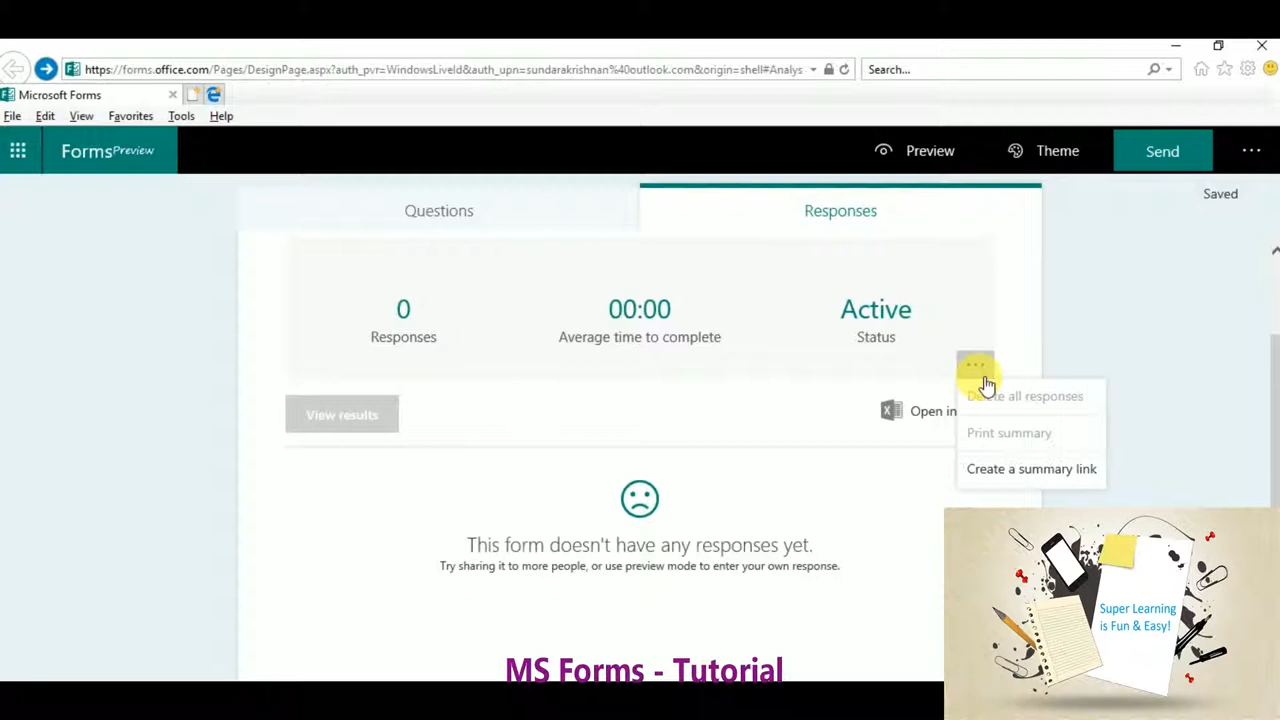 https://forms.office.com/Pages/DesignPage.aspx?auth_pvr=WindowsLiveId&auth_upn=sundarakrishnan%40outlook.com&origin=shell#Analys
Search...
Microsoft Forms
File Edit View Favorites Tools Help
Forms Preview
Preview
Theme
Send
...
Saved
Questions
Responses
0
Responses
00:00
Average time to complete
Active
Status
...
View results
Open in
Delete all responses
Print summary
Create a summary link
This form doesn't have any responses yet.
Try sharing it to more people, or use preview mode to enter your own response.
Super Learning
is Fun & Easy!
MS Forms - Tutorial